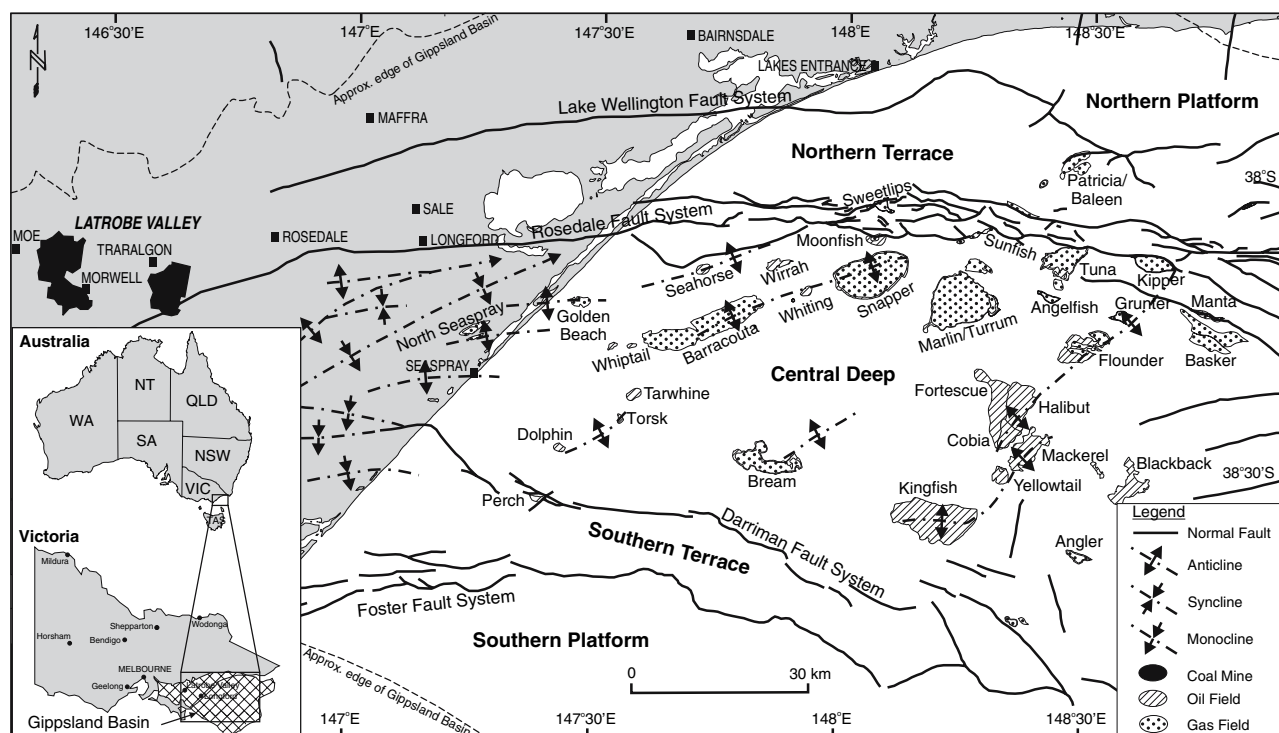 146°30'E
147°E
147°30'E
148°E
148°30'E
N
Approx. edge of Gippsland Basin
BAIRNSDALE
LAKES ENTRANCE
Lake Wellington Fault System
MAFFRA
Northern Platform
Northern Terrace
Patricia/
Baleen
38°S
LATROBE VALLEY
MOE
TRARALGON
MORWELL
SALE
ROSEDALE
LONGFORD
Rosedale Fault System
Sweetlips
Moonfish
Sunfish
Seahorse
Wirrah
Whiting
Snapper
Tuna
Kipper
Angelfish
Grunter
Manta
North Seaspray
Golden
Beach
Whiptail
Barracouta
Marlin/Turrum
Flounder
Basker
SEASPRAY
Central Deep
Tarwhine
Torsk
Dolphin
Fortescue
Halibut
Cobia
Mackerel
Yellowtail
Blackback
38°30'S
Bream
Perch
Kingfish
Angler
Darriman Fault System
Southern Terrace
Foster Fault System
Southern Platform
Approx. edge of Gippsland Basin
0
30 km
147°E
147°30'E
148°E
148°30'E
Australia
NT
QLD
WA
SA
NSW
VIC
TAS
Victoria
Mildura
Horsham
Shepparton
Wodonga
Bendigo
MELBOURNE
Geelong
Latrobe Valley
Longford
Gippsland Basin
Legend
Normal Fault
Anticline
Syncline
Monocline
Coal Mine
Oil Field
Gas Field